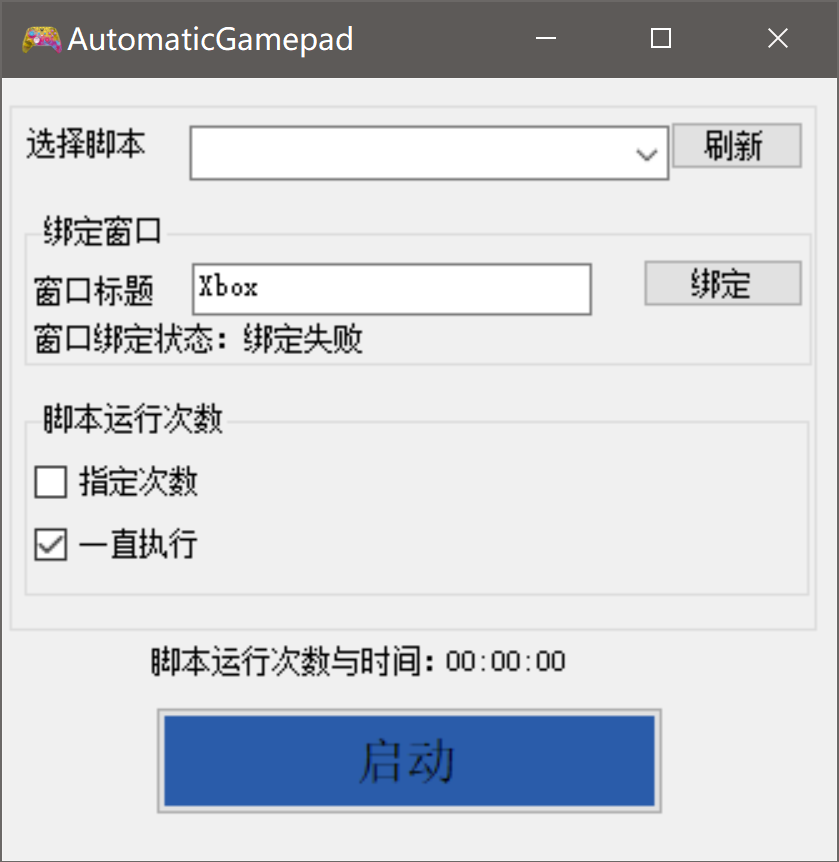 AutomaticGamepad
选择脚本
刷新
绑定窗口
窗口标题 Xbox 绑定
窗口绑定状态：绑定失败
脚本运行次数
指定次数
一直执行
脚本运行次数与时间：00:00:00
启动